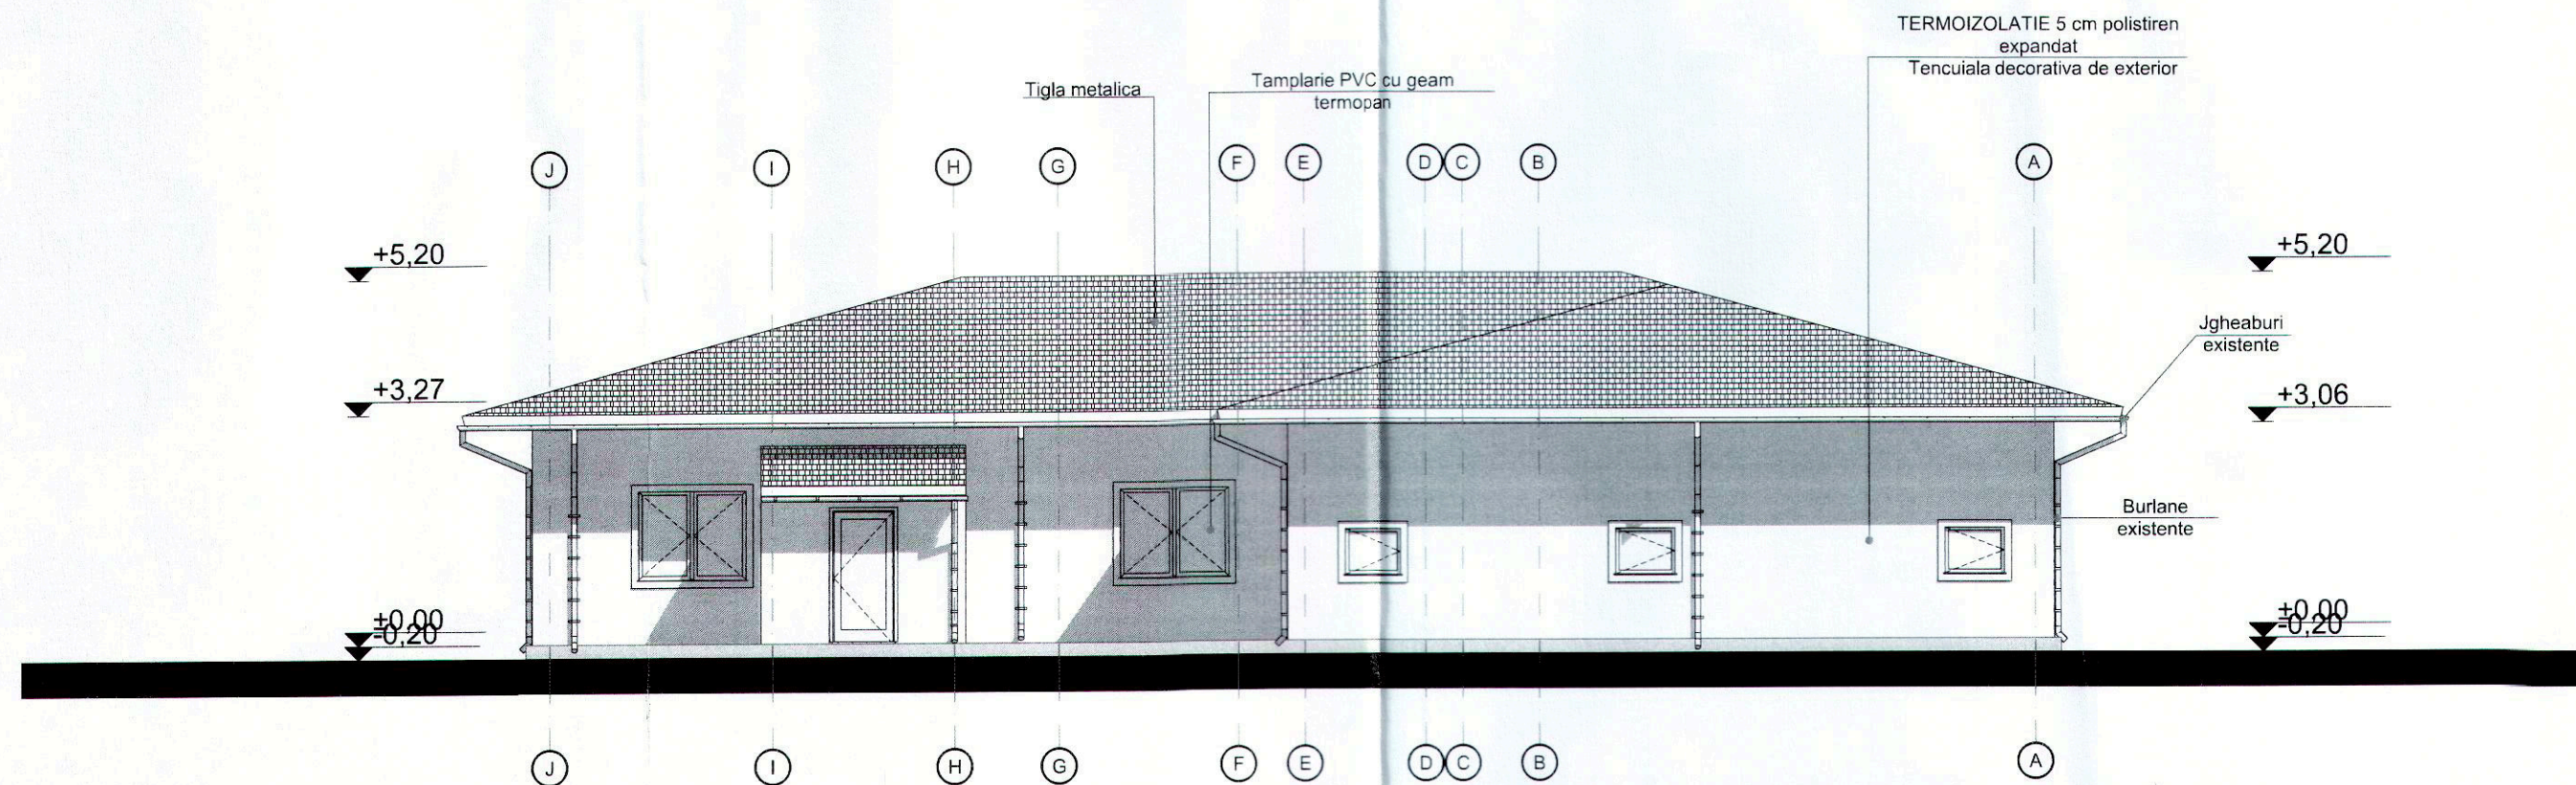 TERMOIZOLATIE 5 cm polistiren
expandat
Tencuiala decorativa de exterior
Tigla metalica
Tamplarie PVC cu geam
termopan
J I H G F E D C B A
+5,20
+5,20
Jgheaburi
existente
+3,27
+3,06
Burlane
existente
±0,00
-0,20
±0,00
-0,20
J I H G F E D C B A